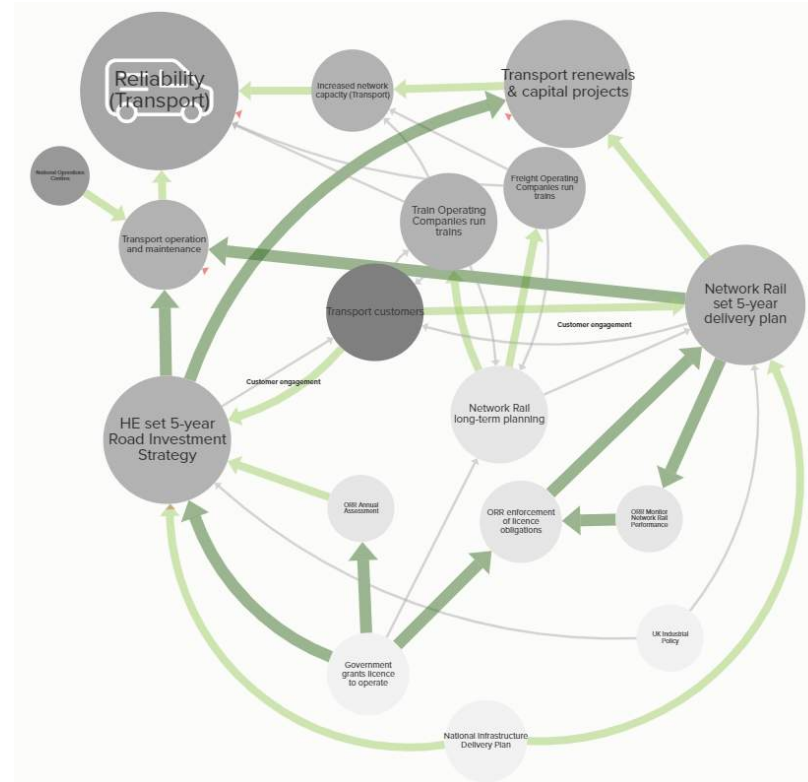 Reliability
(Transport)
Increased network
capacity (Transport)
Transport renewals
& capital projects
National Operations
Centres
Freight Operating
Companies run
trains
Train Operating
Companies run
trains
Transport operation
and maintenance
Transport customers
Network Rail
set 5-year
delivery plan
Customer engagement
Customer engagement
HE set 5-year
Road Investment
Strategy
Network Rail
long-term planning
ORR Annual
Assessment
ORR enforcement
of licence
obligations
ORR Monitor
Network Rail
Performance
UK Industrial
Policy
Government
grants licence
to operate
National Infrastructure
Delivery Plan